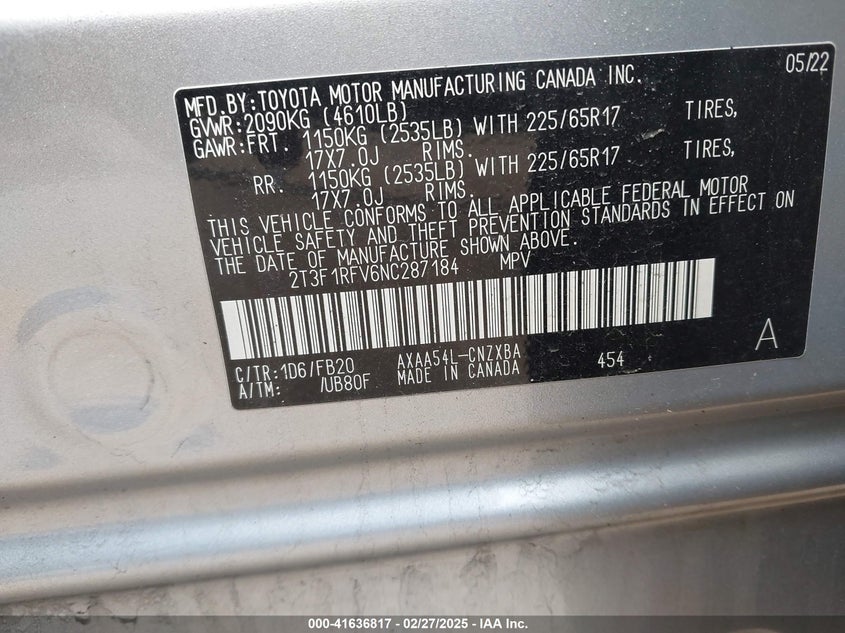 05/22
MFD.BY:TOYOTA MOTOR MANUFACTURING CANADA INC.
GVWR:2090KG (4610LB)
GAWR:FRT. 1150KG (2535LB) WITH 225/65R17 TIRES,
17X7.0J RIMS.
RR. 1150KG (2535LB) WITH 225/65R17 TIRES,
17X7.0J RIMS.
THIS VEHICLE CONFORMS TO ALL APPLICABLE FEDERAL MOTOR
VEHICLE SAFETY AND THEFT PREVENTION STANDARDS IN EFFECT ON
THE DATE OF MANUFACTURE SHOWN ABOVE.
2T3F1RFV6NC287184 MPV
A
C/TR:1D6/FB20 AXAA54L-CNZXBA 454
A/TM: /UB80F MADE IN CANADA
000-41636817 - 02/27/2025 - IAA Inc.